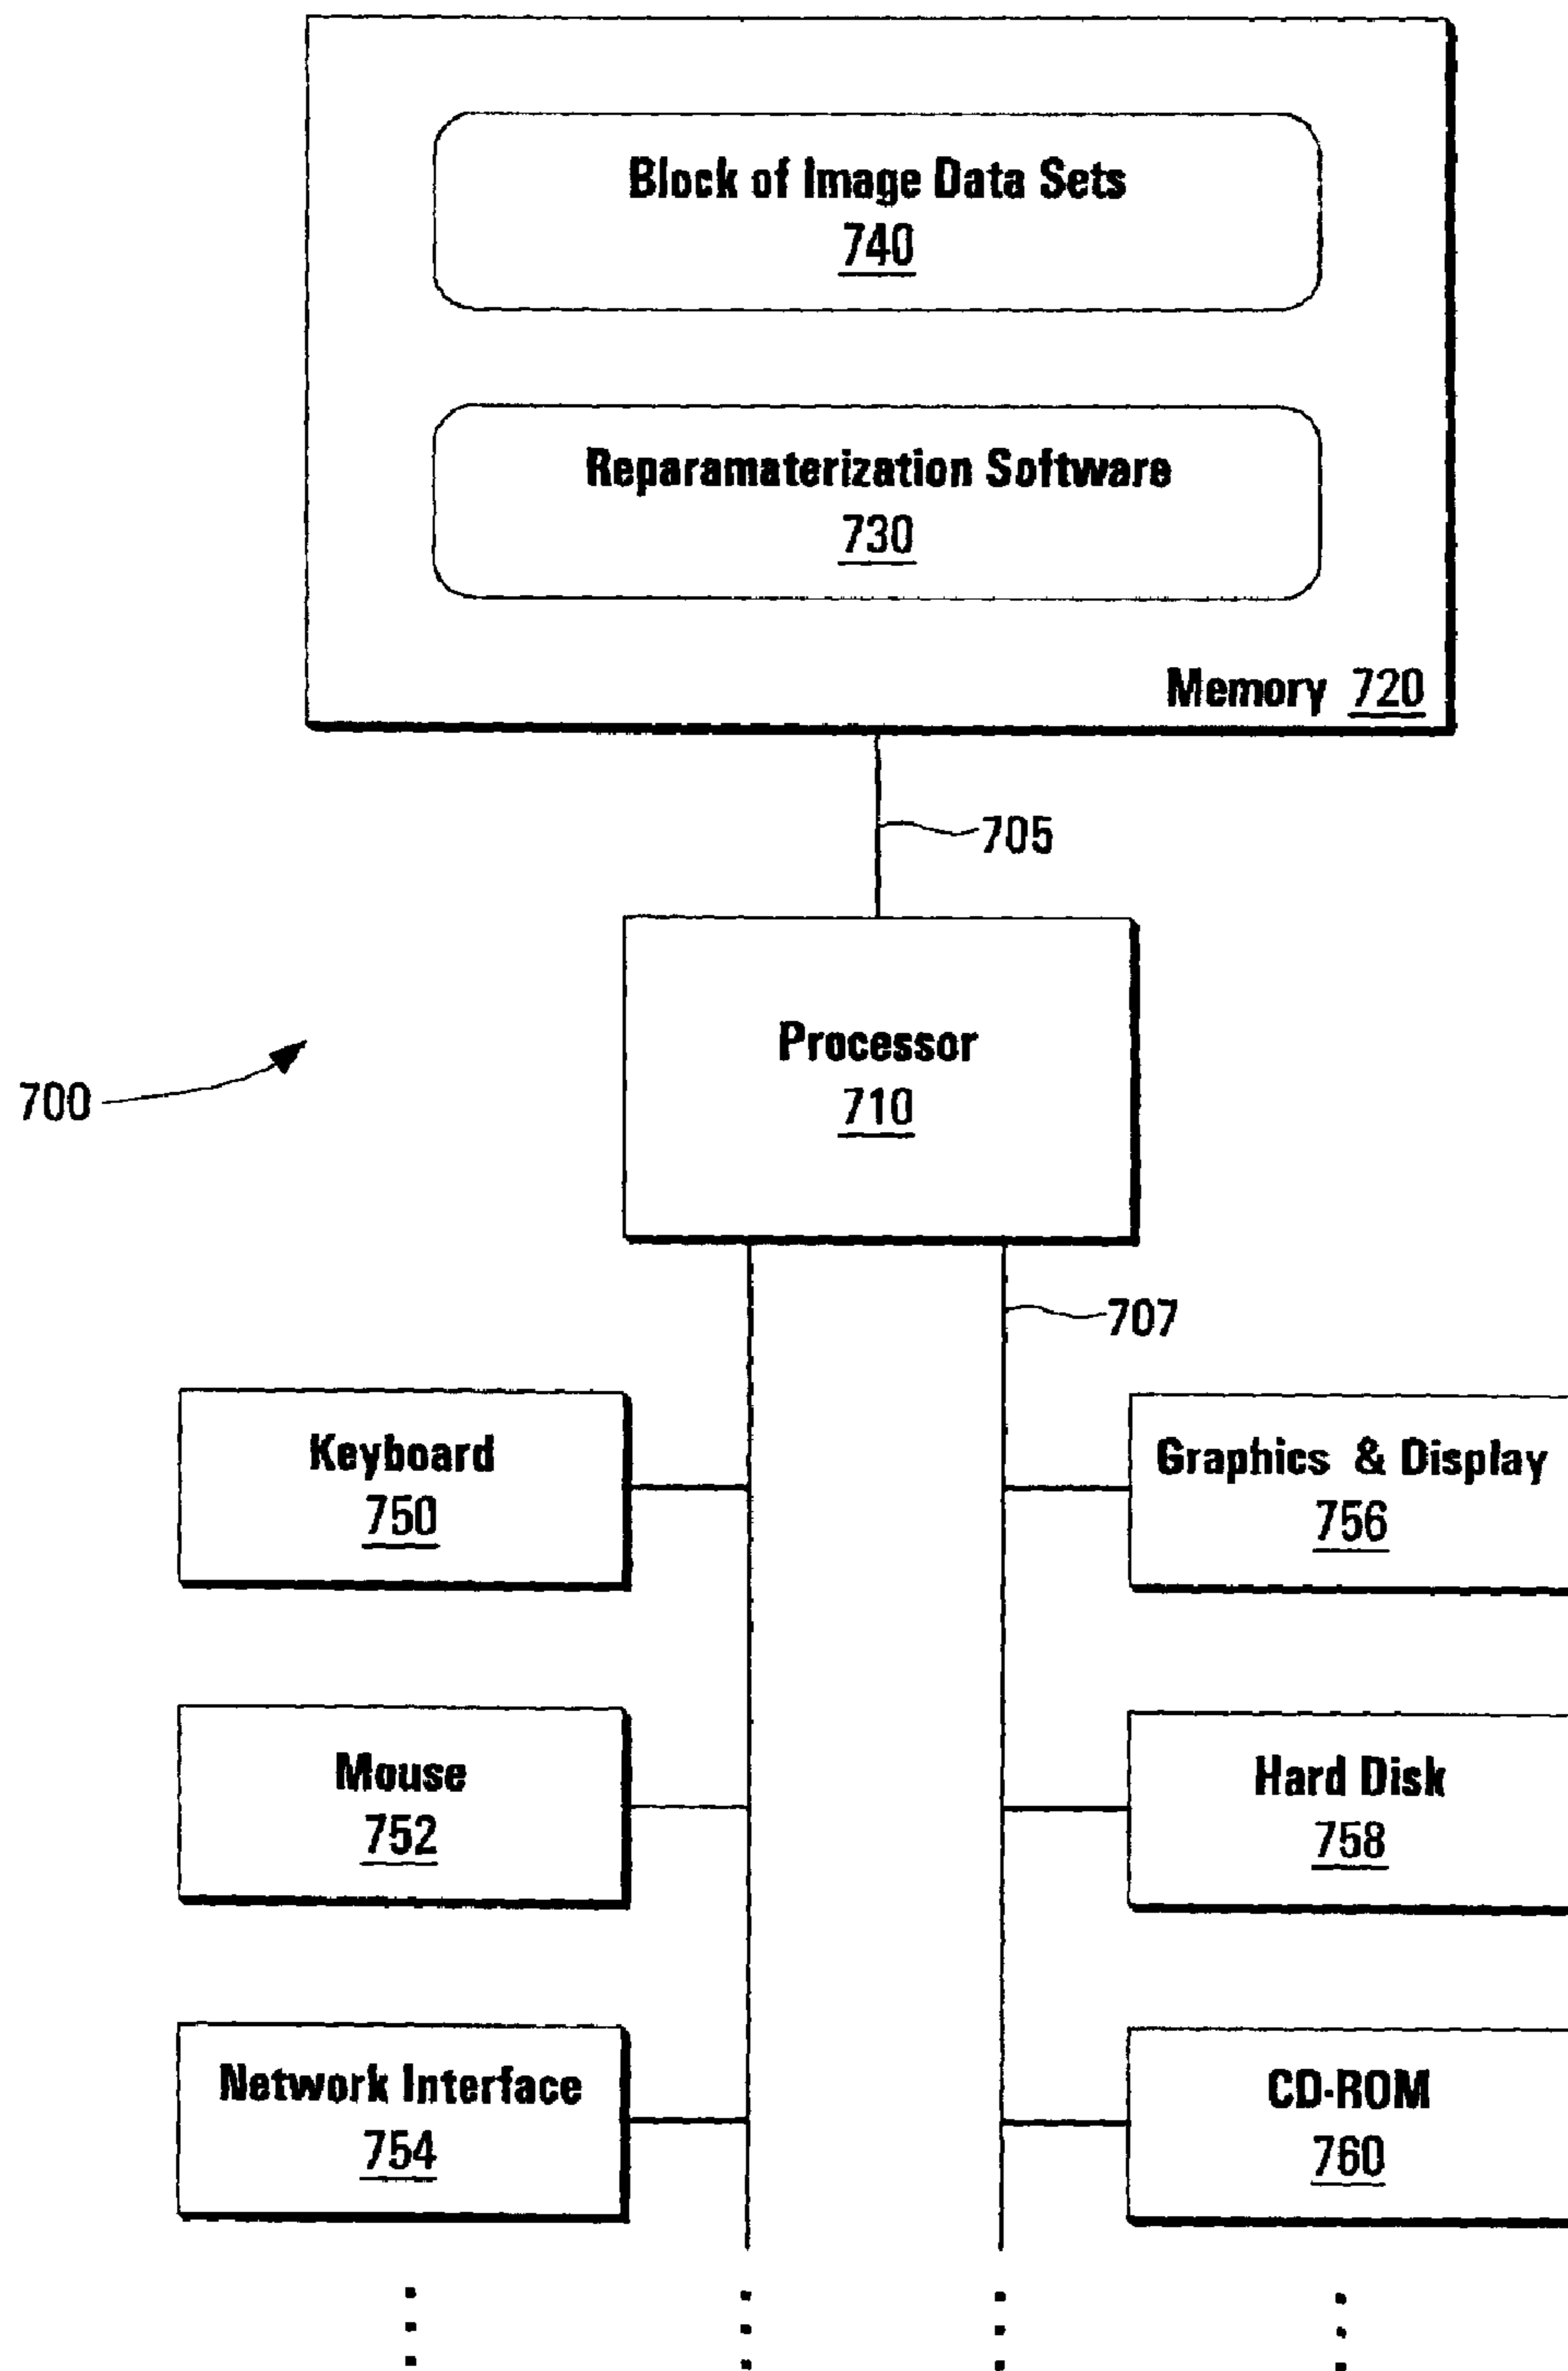 Block of Image Data Sets
740
Reparamaterization Software
730
Memory 720
705
Processor
710
700
707
Keyboard
750
Graphics & Display
756
Mouse
752
Hard Disk
758
Network Interface
754
CD-ROM
760